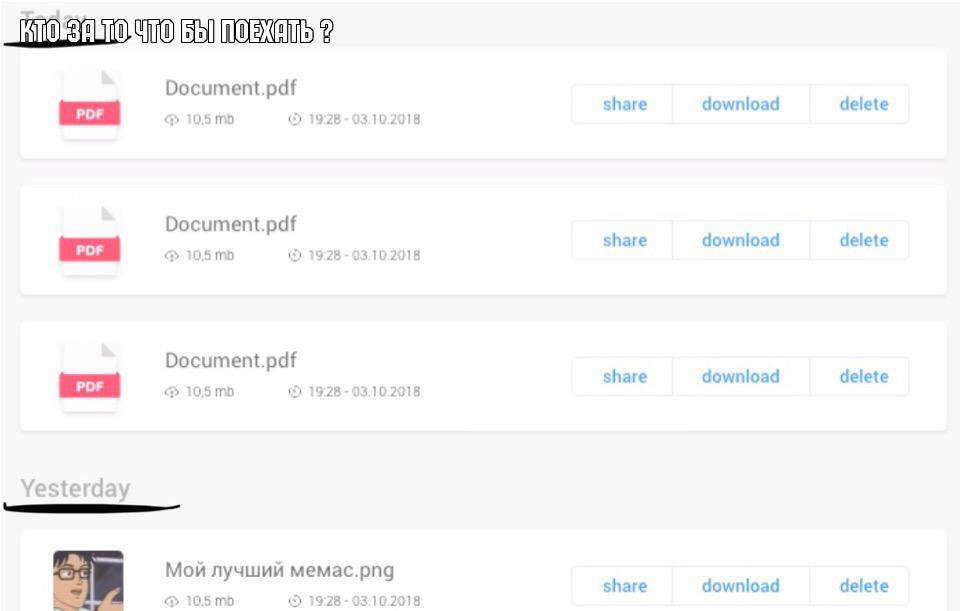 Today
КТО ЗА ТО ЧТО БЫ ПОЕХАТЬ ?
Document.pdf
PDF
10,5 mb 19:28 - 03.10.2018
share download delete
Document.pdf
PDF
10,5 mb 19:28 - 03.10.2018
share download delete
Document.pdf
PDF
10,5 mb 19:28 - 03.10.2018
share download delete
Yesterday
Мой лучший мемас.png
10,5 mb 19:28 - 03.10.2018
share download delete